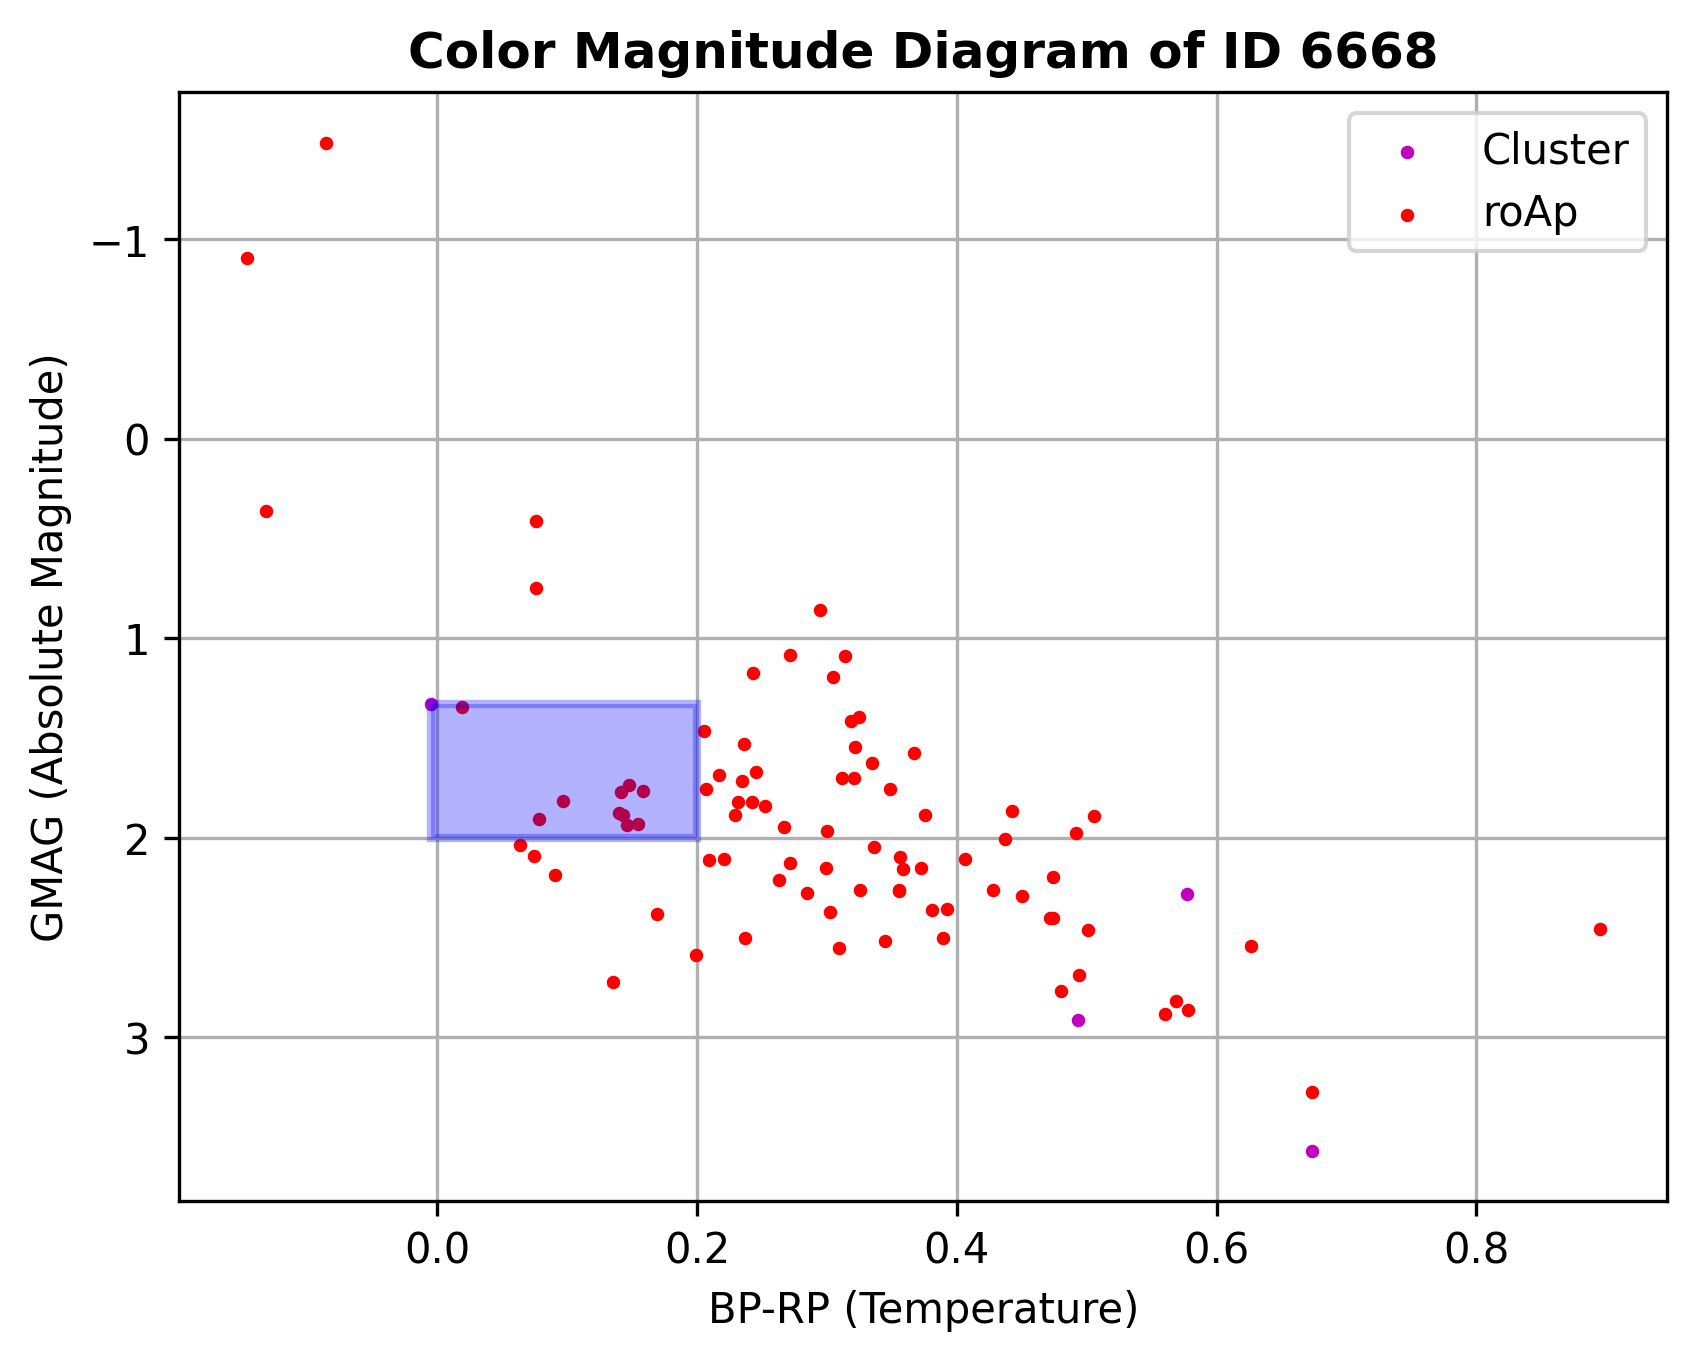 Color Magnitude Diagram of ID 6668
Cluster
roAp
GMAG (Absolute Magnitude)
−1
0
1
2
3
0.0 0.2 0.4 0.6 0.8
BP-RP (Temperature)